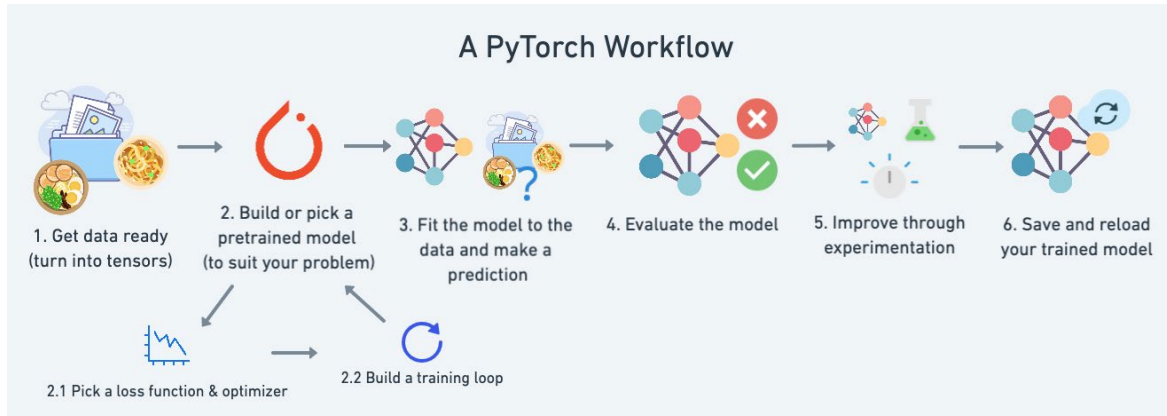 A PyTorch Workflow
1. Get data ready
(turn into tensors)
2. Build or pick a
pretrained model
(to suit your problem)
3. Fit the model to the
data and make a
prediction
4. Evaluate the model
5. Improve through
experimentation
6. Save and reload
your trained model
2.1 Pick a loss function & optimizer
2.2 Build a training loop